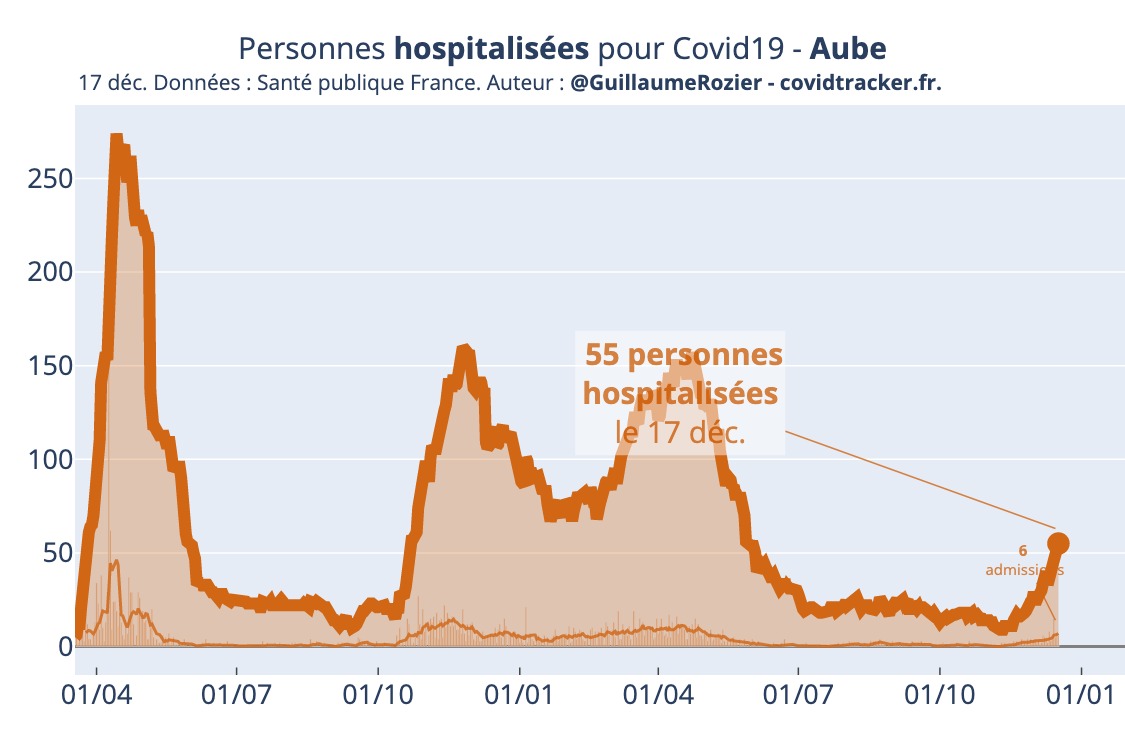 Personnes hospitalisées pour Covid19 - Aube
17 déc. Données : Santé publique France. Auteur : @GuillaumeRozier - covidtracker.fr.
250
200
150
100
50
0
55 personnes
hospitalisées
le 17 déc.
6
admissions
01/04 01/07 01/10 01/01 01/04 01/07 01/10 01/01